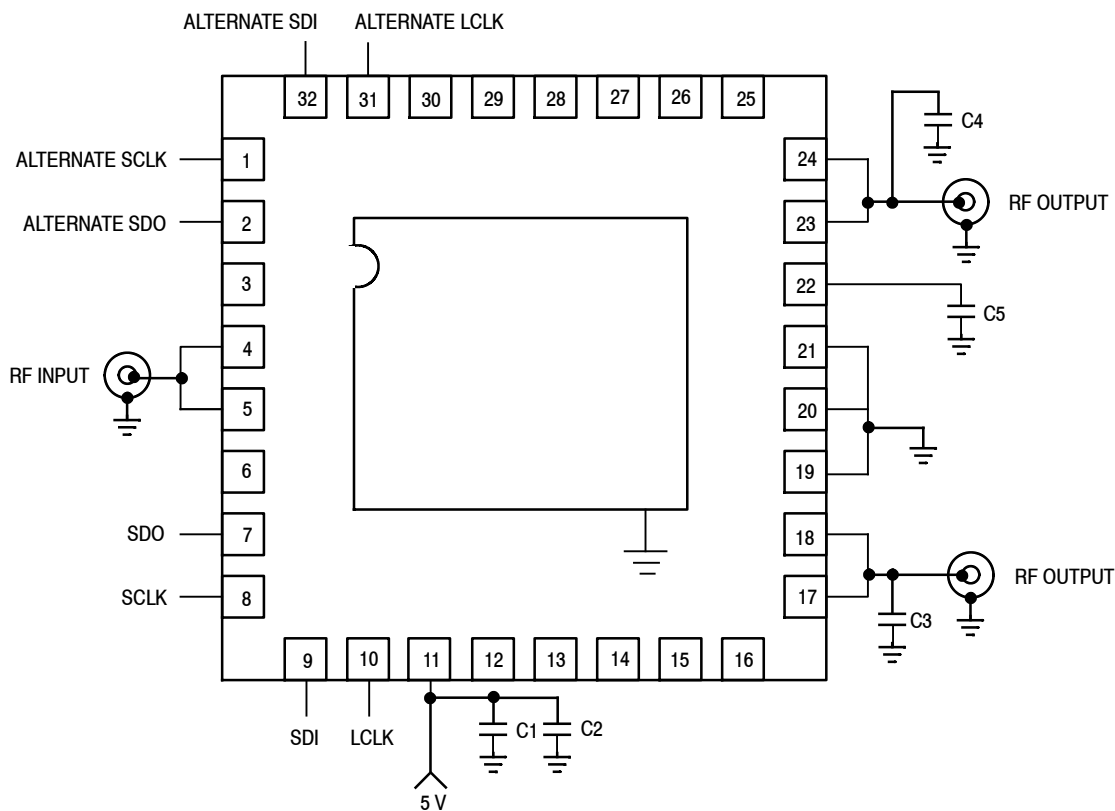 ALTERNATE SDI ALTERNATE LCLK
32 31 30 29 28 27 26 25
C4
ALTERNATE SCLK 1 24
RF OUTPUT
ALTERNATE SDO 2 23
3 22
C5
RF INPUT 4 21
5 20
6 19
SDO 7 18
RF OUTPUT
SCLK 8 17
C3
9 10 11 12 13 14 15 16
SDI LCLK C1 C2
5 V